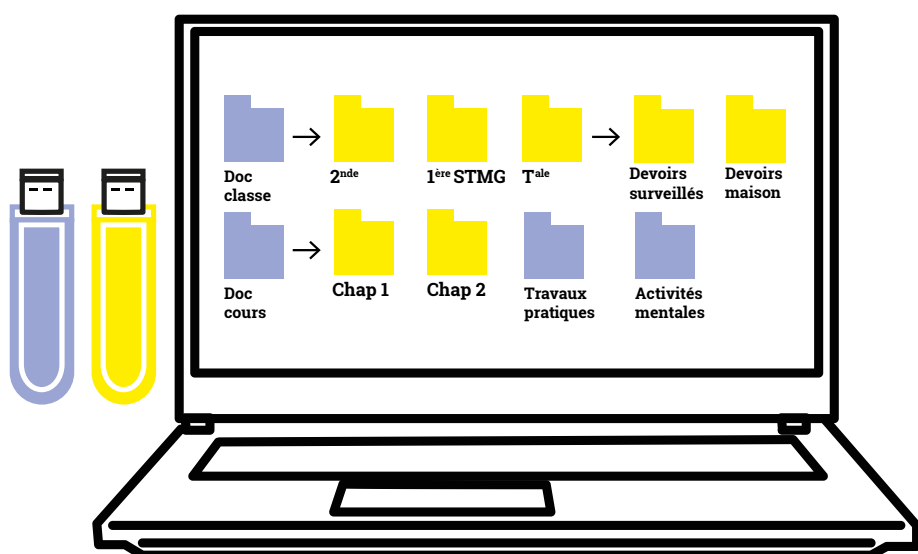 Doc
classe
2nde
1ère STMG
Tale
Devoirs
surveillés
Devoirs
maison
Doc
cours
Chap 1
Chap 2
Travaux
pratiques
Activités
mentales